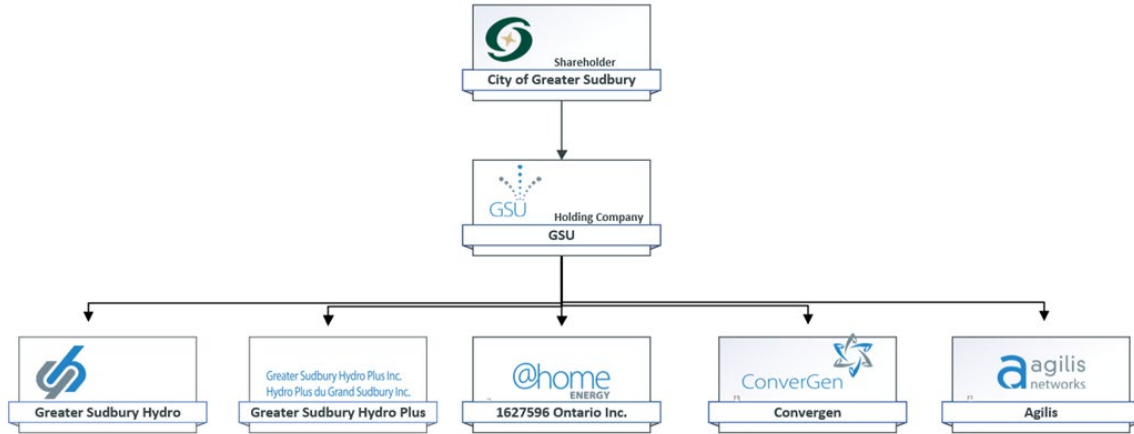 Shareholder
City of Greater Sudbury
GSU
Holding Company
GSU
Greater Sudbury Hydro
Greater Sudbury Hydro Plus Inc.
Hydro Plus du Grand Sudbury Inc.
Greater Sudbury Hydro Plus
@home
ENERGY
1627596 Ontario Inc.
ConverGen
Convergen
agilis
networks
Agilis